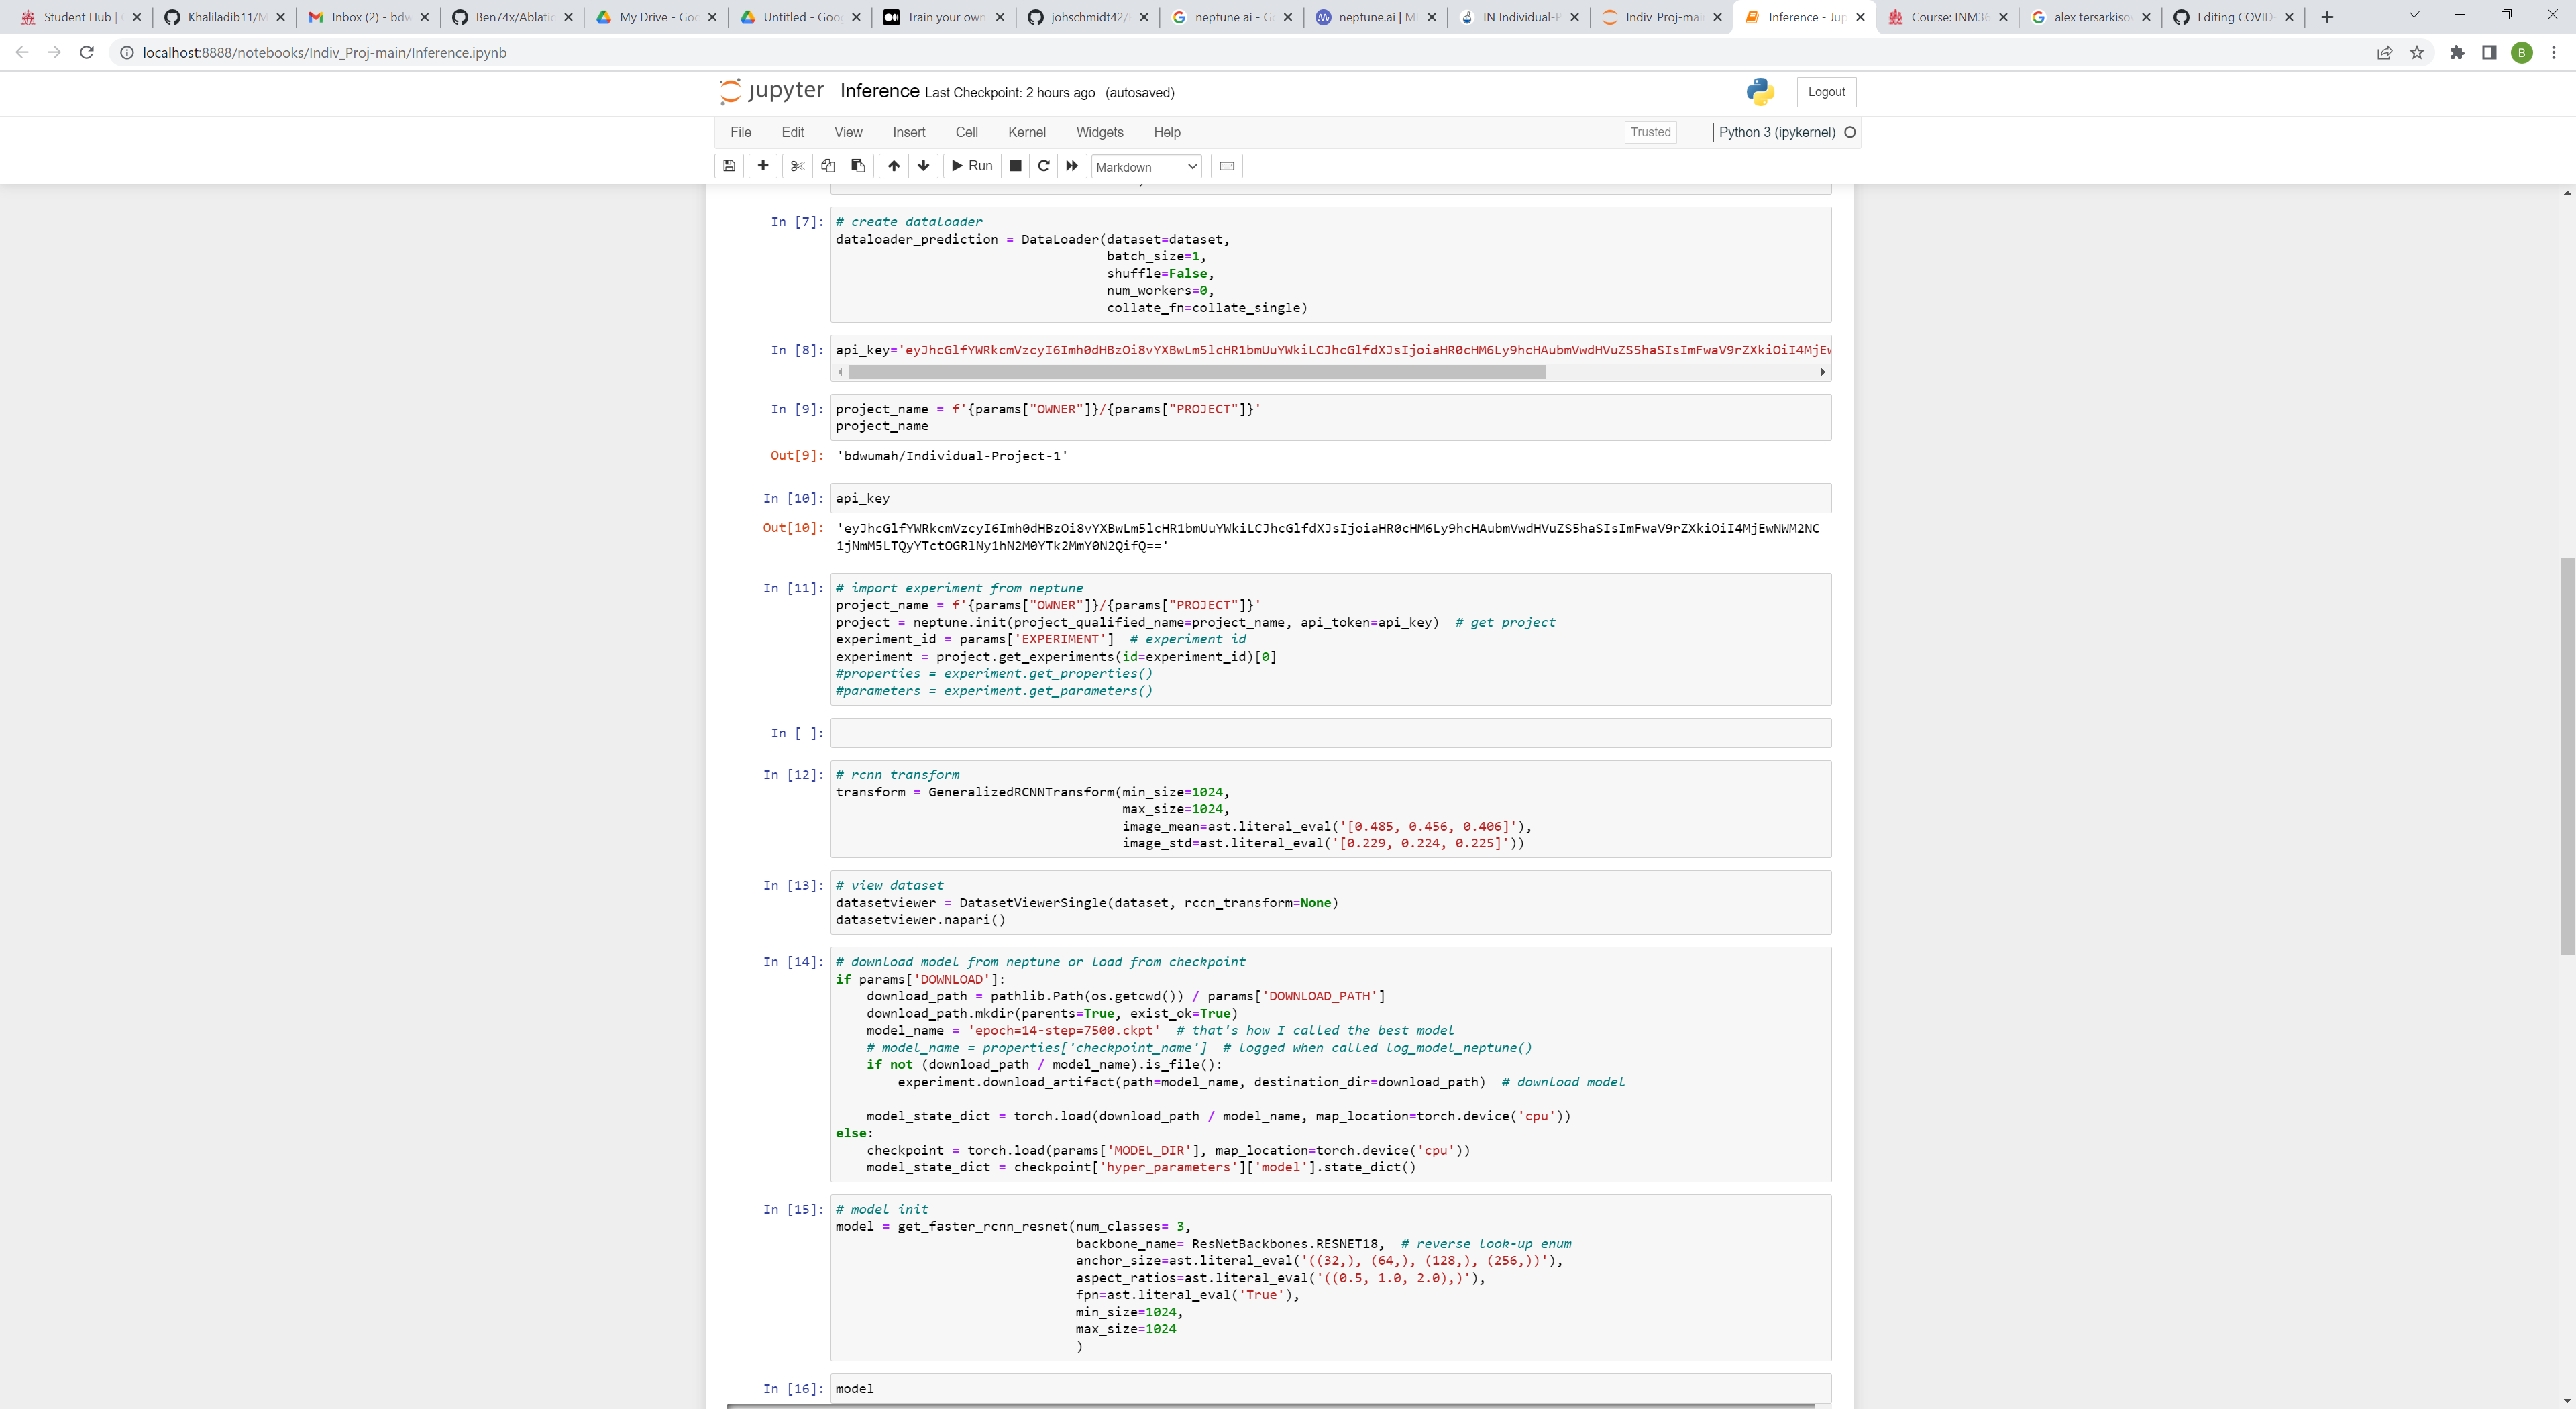 Student Hub |
Khaliladib11/M
Inbox (2) - bdw
Ben74x/Ablatio
My Drive - Goo
Untitled - Goo
Train your own
johschmidt42/
neptune ai - G
neptune.ai | M
IN Individual-P
Indiv_Proj-mai
Inference - Jup
Course: INM36
alex tersarkiso
Editing COVID
localhost:8888/notebooks/Indiv_Proj-main/Inference.ipynb
B
jupyter Inference Last Checkpoint: 2 hours ago (autosaved)
Logout
File Edit View Insert Cell Kernel Widgets Help
Trusted
Python 3 (ipykernel)
Run
Markdown
In [7]: # create dataloader
dataloader_prediction = DataLoader(dataset=dataset,
batch_size=1,
shuffle=False,
num_workers=0,
collate_fn=collate_single)
In [8]: api_key=
In [9]: project_name = f'{params["OWNER"]}/{params["PROJECT"]}'
project_name
Out[9]: 'bdwumah/Individual-Project-1'
In [10]: api_key
Out[10]:
In [11]: # import experiment from neptune
project_name = f'{params["OWNER"]}/{params["PROJECT"]}'
project = neptune.init(project_qualified_name=project_name, api_token=api_key)  # get project
experiment_id = params['EXPERIMENT']  # experiment id
experiment = project.get_experiments(id=experiment_id)[0]
#properties = experiment.get_properties()
#parameters = experiment.get_parameters()
In [ ]:
In [12]: # rcnn transform
transform = GeneralizedRCNNTransform(min_size=1024,
max_size=1024,
image_mean=ast.literal_eval('[0.485, 0.456, 0.406]'),
image_std=ast.literal_eval('[0.229, 0.224, 0.225]'))
In [13]: # view dataset
datasetviewer = DatasetViewerSingle(dataset, rccn_transform=None)
datasetviewer.napari()
In [14]: # download model from neptune or load from checkpoint
if params['DOWNLOAD']:
download_path = pathlib.Path(os.getcwd()) / params['DOWNLOAD_PATH']
download_path.mkdir(parents=True, exist_ok=True)
model_name = 'epoch=14-step=7500.ckpt'  # that's how I called the best model
# model_name = properties['checkpoint_name']  # logged when called log_model_neptune()
if not (download_path / model_name).is_file():
experiment.download_artifact(path=model_name, destination_dir=download_path)  # download model
model_state_dict = torch.load(download_path / model_name, map_location=torch.device('cpu'))
else:
checkpoint = torch.load(params['MODEL_DIR'], map_location=torch.device('cpu'))
model_state_dict = checkpoint['hyper_parameters']['model'].state_dict()
In [15]: # model init
model = get_faster_rcnn_resnet(num_classes= 3,
backbone_name= ResNetBackbones.RESNET18,  # reverse look-up enum
anchor_size=ast.literal_eval('((32,), (64,), (128,), (256,))'),
aspect_ratios=ast.literal_eval('((0.5, 1.0, 2.0),)'),
fpn=ast.literal_eval('True'),
min_size=1024,
max_size=1024
)
In [16]: model